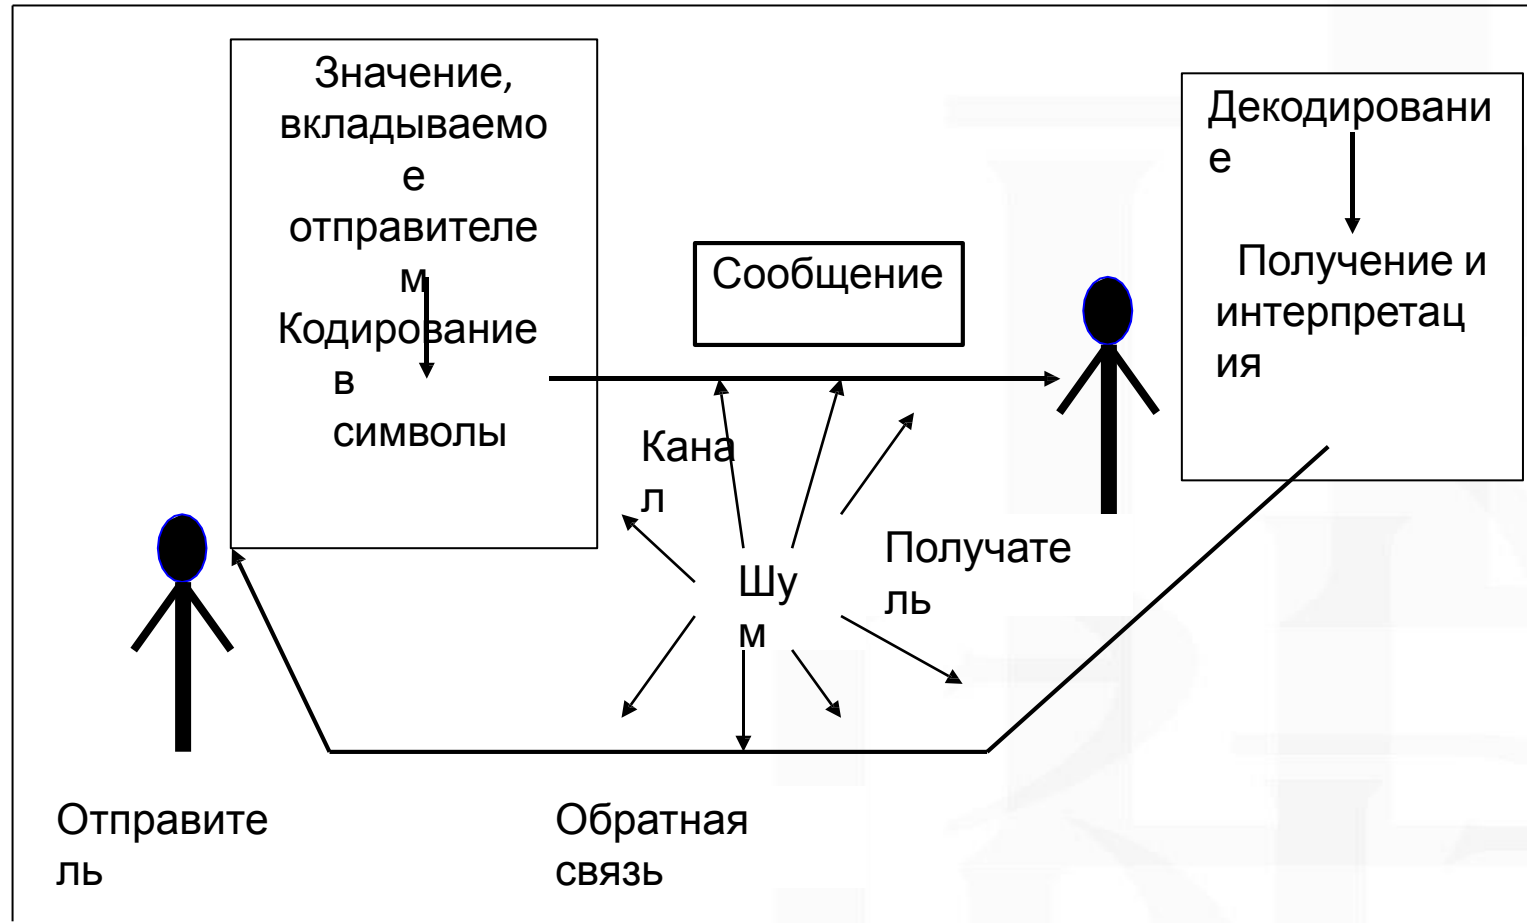 Значение,
вкладываемо
е
отправителе
м
Кодирование
в
символы
Сообщение
Декодировани
е
Получение и
интерпретац
ия
Кана
л
Шу
м
Получате
ль
Отправите
ль
Обратная
связь